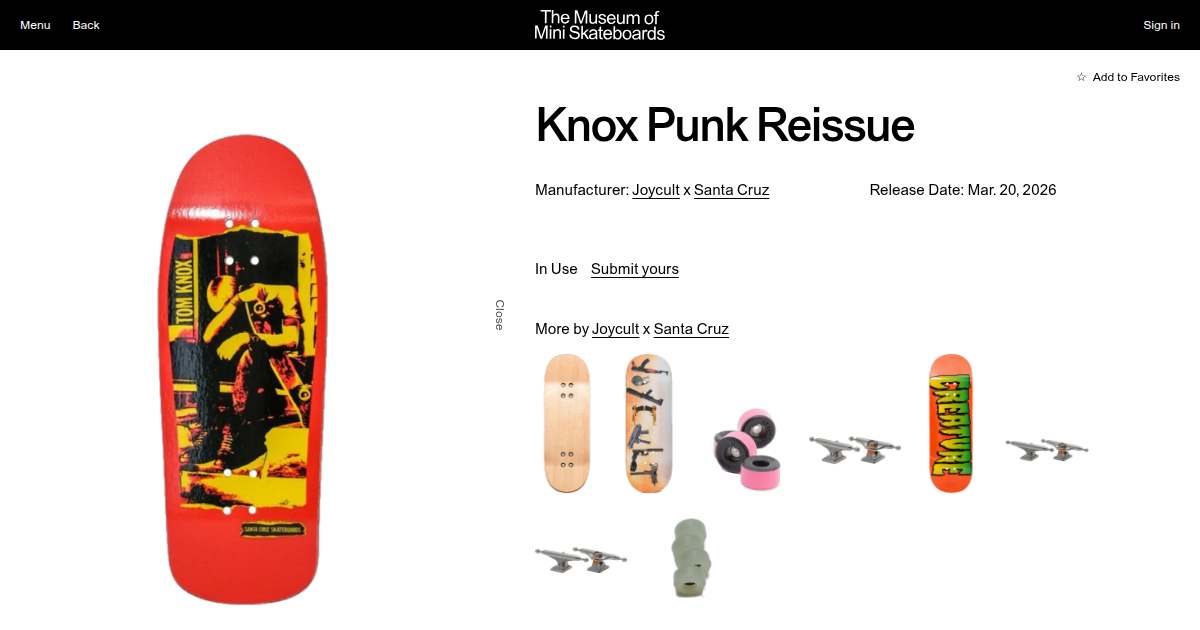 Menu
Back
The Museum of
Mini Skateboards
Sign in
☆ Add to Favorites
Knox Punk Reissue
Manufacturer: Joycult x Santa Cruz
Release Date: Mar. 20, 2026
In Use
Submit yours
Close
More by Joycult x Santa Cruz
TOM KNOX
SANTA CRUZ SKATEBOARDS
Joycult
CREATURE